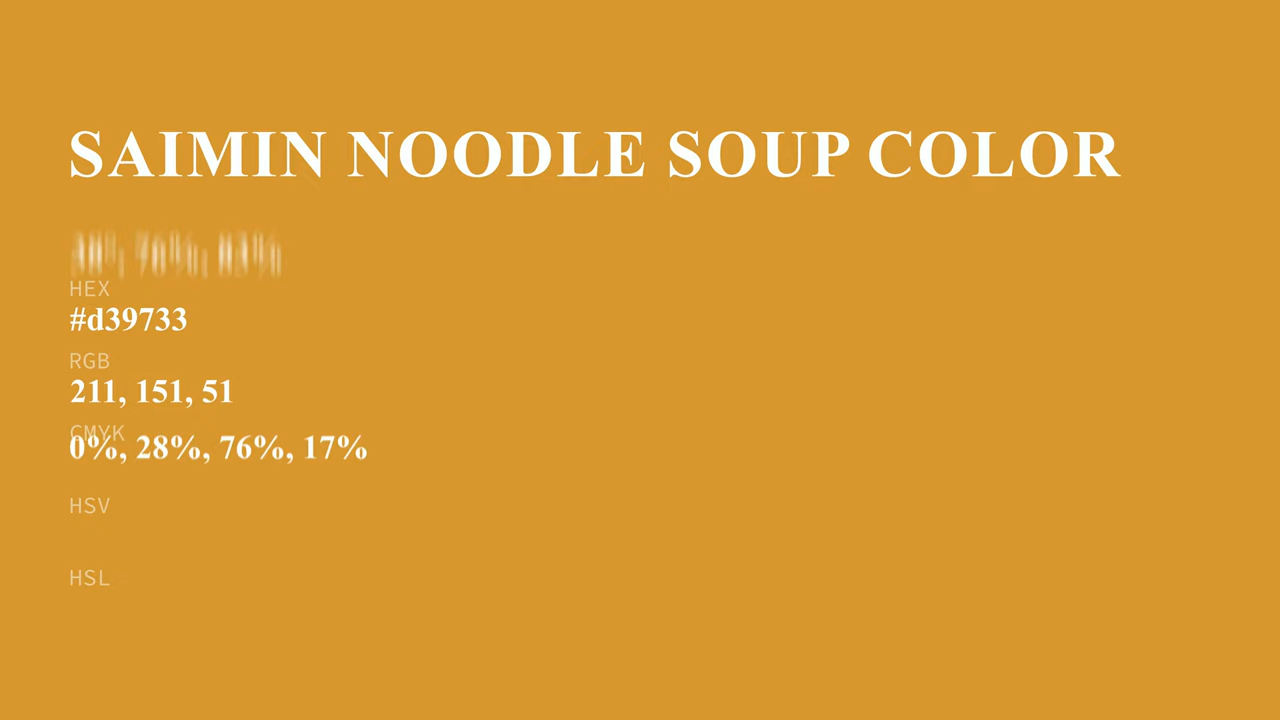 SAIMIN NOODLE SOUP COLOR
HEX
#d39733
RGB
211, 151, 51
CMYK
0%, 28%, 76%, 17%
HSV
HSL